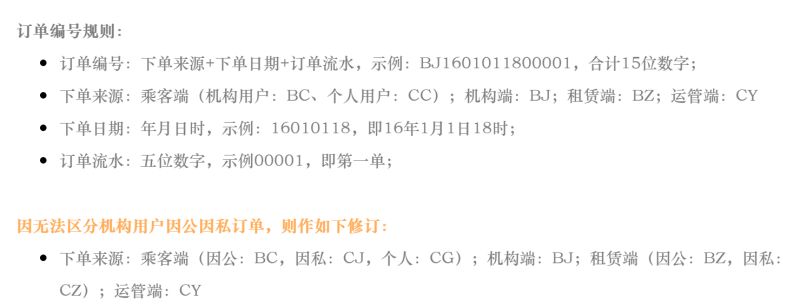 订单编号规则：
订单编号：下单来源+下单日期+订单流水，示例：BJ1601011800001，合计15位数字；
下单来源：乘客端（机构用户：BC、个人用户：CC）；机构端：BJ；租赁端：BZ；运管端：CY
下单日期：年月日时，示例：16010118，即16年1月1日18时；
订单流水：五位数字，示例00001，即第一单；
因无法区分机构用户因公因私订单，则作如下修订：
下单来源：乘客端（因公：BC，因私：CJ，个人：CG）；机构端：BJ；租赁端（因公：BZ，因私：
CZ）；运管端：CY